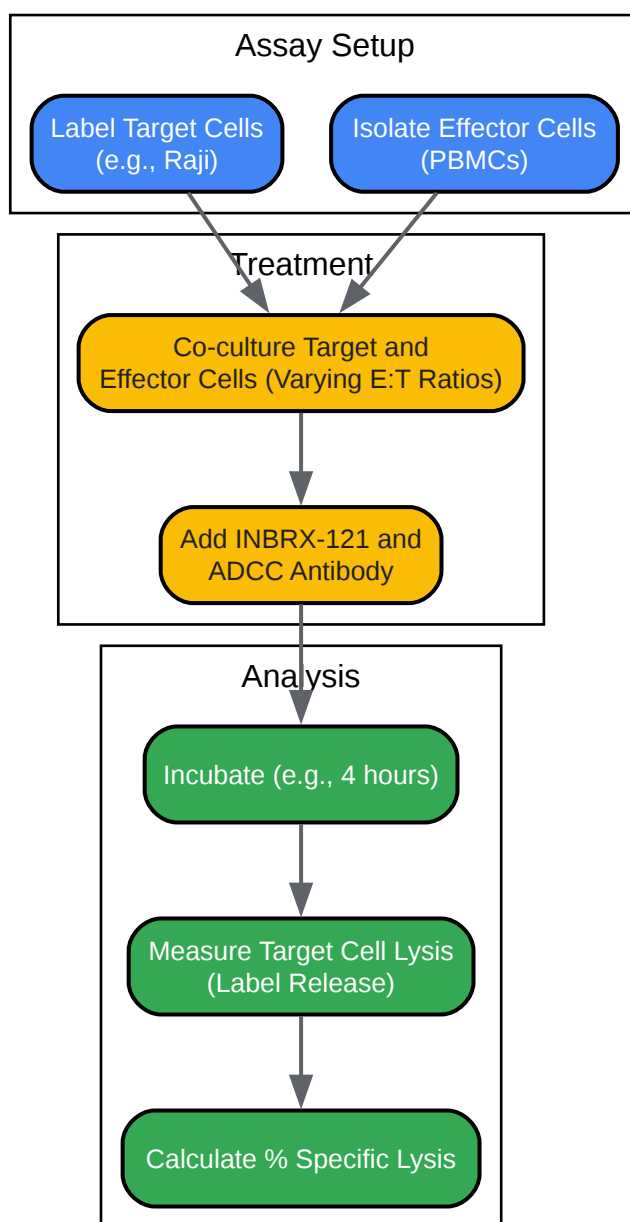 Assay Setup
Label Target Cells
(e.g., Raji)
Isolate Effector Cells
(PBMCs)
Treatment
Co-culture Target and
Effector Cells (Varying E:T Ratios)
Add INBRX-121 and
ADCC Antibody
Analysis
Incubate (e.g., 4 hours)
Measure Target Cell Lysis
(Label Release)
Calculate % Specific Lysis